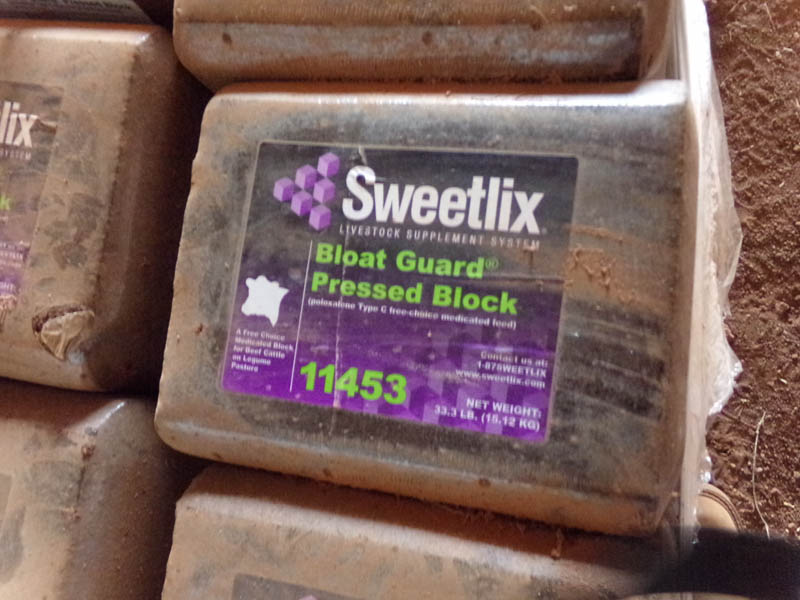 lix
SYSTEM
k
Sweetlix®
LIVESTOCK SUPPLEMENT SYSTEM
Bloat Guard®
Pressed Block
(poloxalene Type C free-choice medicated feed)
A Free Choice
Medicated Block
for Beef Cattle
on Legume
Pasture
11453
Contact us at:
1-87SWEETLIX
www.sweetlix.com
NET WEIGHT:
33.3 LB. (15.12 KG)